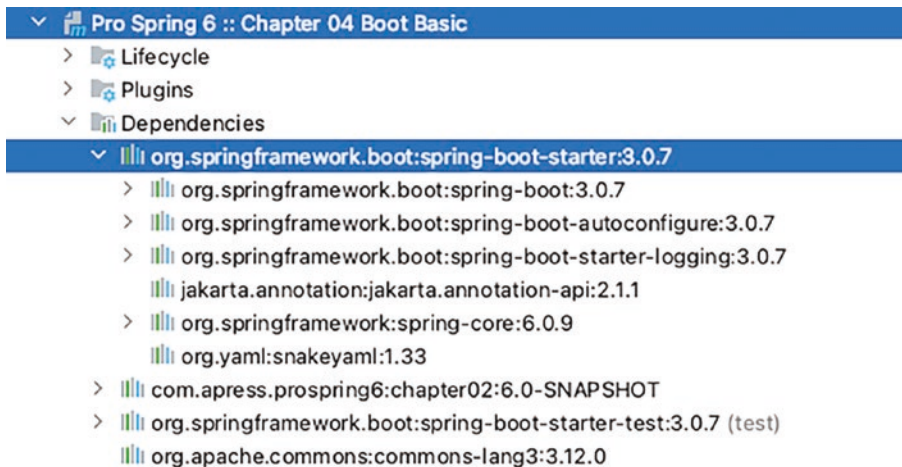 Pro Spring 6 :: Chapter 04 Boot Basic
Lifecycle
Plugins
Dependencies
org.springframework.boot:spring-boot-starter:3.0.7
org.springframework.boot:spring-boot:3.0.7
org.springframework.boot:spring-boot-autoconfigure:3.0.7
org.springframework.boot:spring-boot-starter-logging:3.0.7
jakarta.annotation:jakarta.annotation-api:2.1.1
org.springframework:spring-core:6.0.9
org.yaml:snakeyaml:1.33
com.apress.prospring6:chapter02:6.0-SNAPSHOT
org.springframework.boot:spring-boot-starter-test:3.0.7 (test)
org.apache.commons:commons-lang3:3.12.0